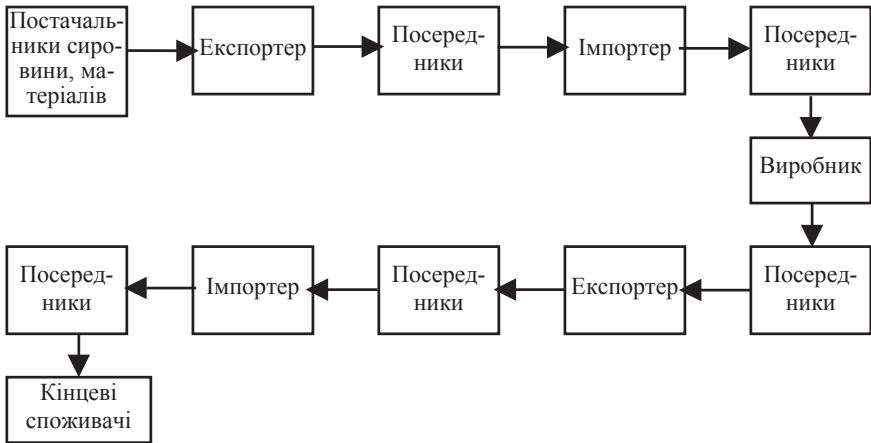 Постачаль-
ники сиро-
вини, ма-
теріалів
Експортер
Посеред-
ники
Імпортер
Посеред-
ники
Виробник
Посеред-
ники
Експортер
Посеред-
ники
Імпортер
Посеред-
ники
Кінцеві
споживачі